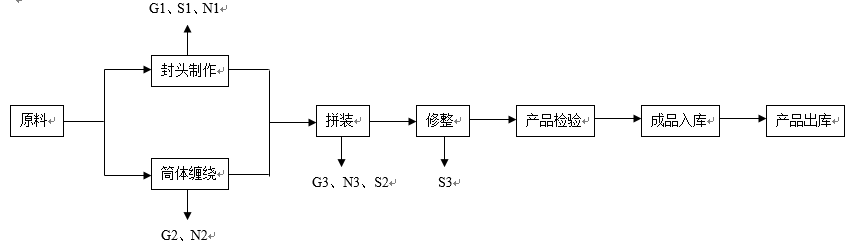 G1、S1、N1
封头制作
原料
拼装
修整
产品检验
成品入库
产品出库
筒体缠绕
G3、N3、S2
S3
G2、N2